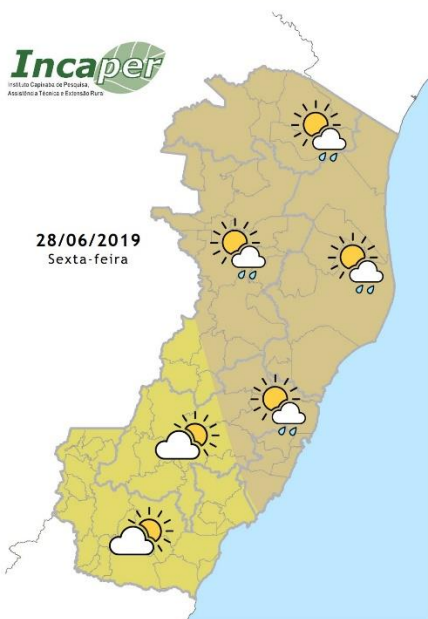 Incaper
Instituto Capixaba de Pesquisa,
Assistência Técnica e Extensão Rural
28/06/2019
Sexta-feira